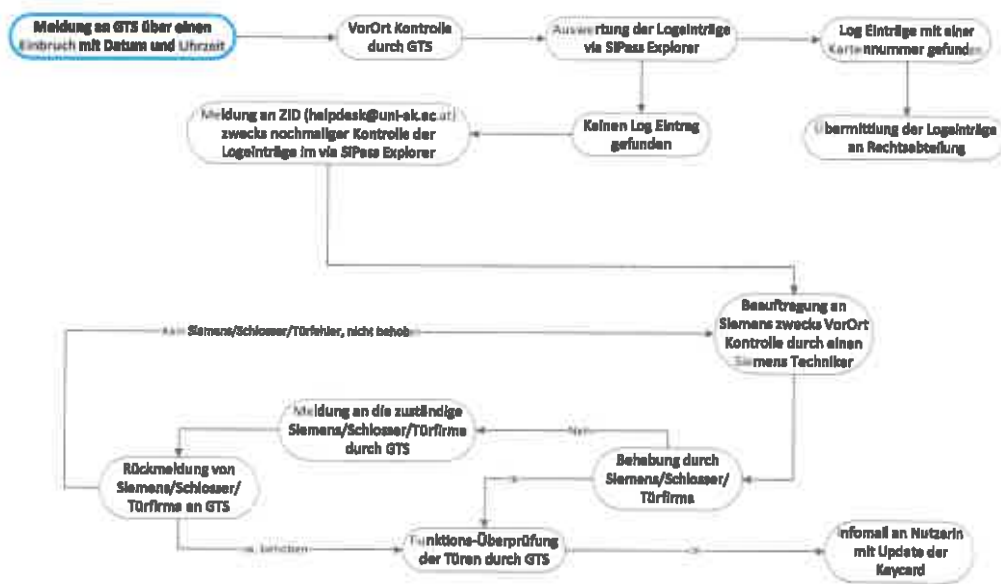 Meldung an GTS über einen
Einbruch mit Datum und Uhrzeit
VorOrt Kontrolle
durch GTS
Auswertung der Logeinträge
via SiPass Explorer
Log Einträge mit einer
Kartennummer gefunden
Meldung an ZID (helpdesk@uni-ak.ac.at)
zwecks nochmaliger Kontrolle der
Logeinträge im via SiPass Explorer
Keinen Log Eintrag
gefunden
Übermittlung der Logeinträge
an Rechtsabteilung
Beauftragung an
Siemens zwecks VorOrt
Kontrolle durch einen
Siemens Techniker
Siemens/Schlosser/Türfehler, nicht behoben
Meldung an die zuständige
Siemens/Schlosser/Türfirma
durch GTS
Nein
Behebung durch
Siemens/Schlosser/
Türfirma
Rückmeldung von
Siemens/Schlosser/
Türfirma an GTS
behoben
Funktions-Überprüfung
der Türen durch GTS
Infomail an Nutzerin
mit Update der
Keycard